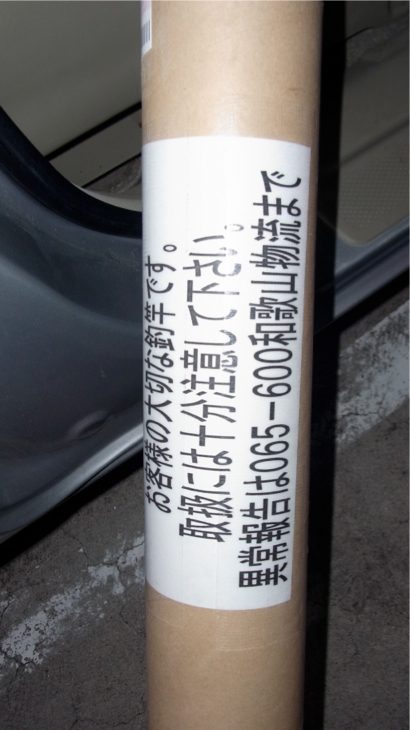 お客様の大切な釣竿です。
取扱には十分注意して下さい。
異常報告は065-600和歌山物流まで